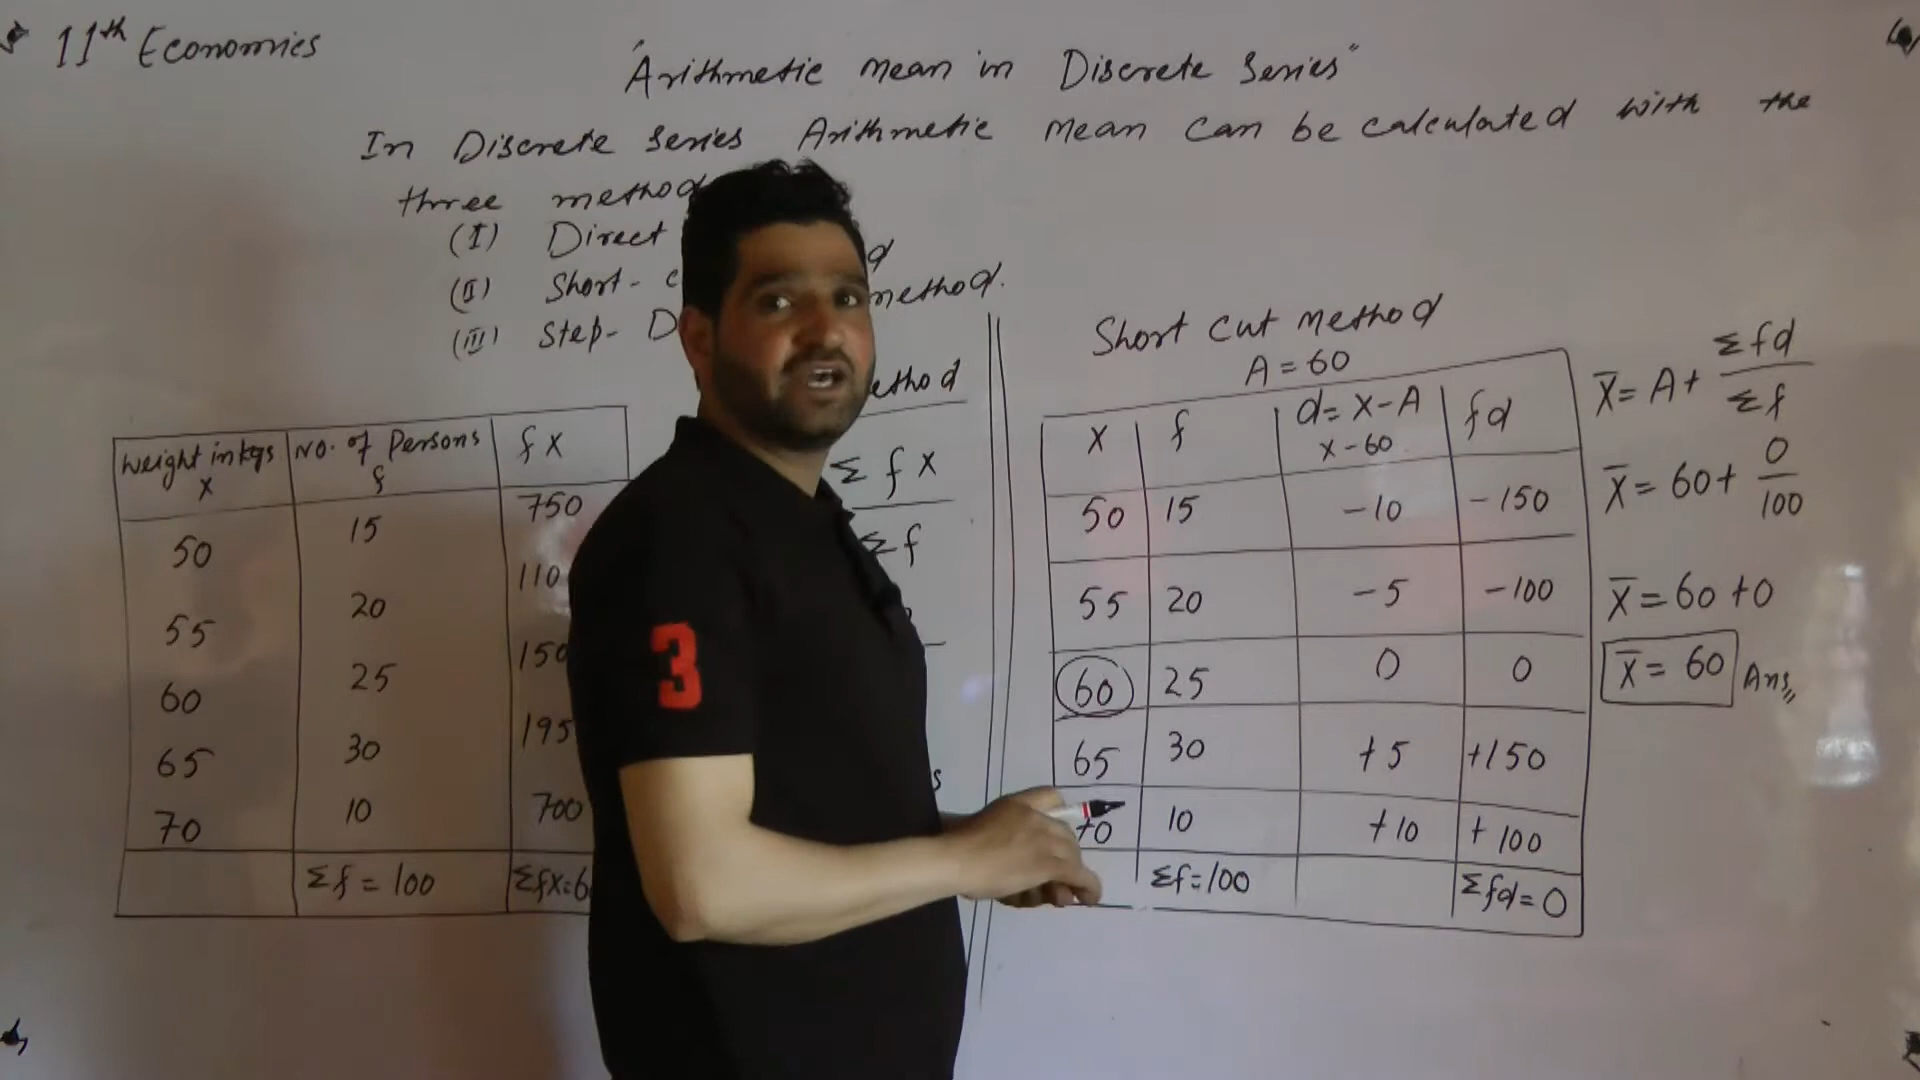 11th Economics
"Arithmetic mean in Discrete Series"
In Discrete Series Arithmetic Mean can be calculated with the
three
(I) Direct
(II) Short-
(III) Step- method.
Weight in kgs X | No. of Persons f | f X
50 15 750
55 20
60 25
65 30
70 10 700
Σf = 100
Σ f X
Σf
Short Cut Method
A = 60
X f d= X-A fd
X-60
50 15 -10 -150
55 20 -5 -100
60 25 0 0
65 30 +5 +150
70 10 +10 +100
Σf=100 Σfd=0
X̄= A+ Σfd / Σf
X̄= 60+ 0 / 100
X̄=60+0
X̄= 60 Ans,,
3